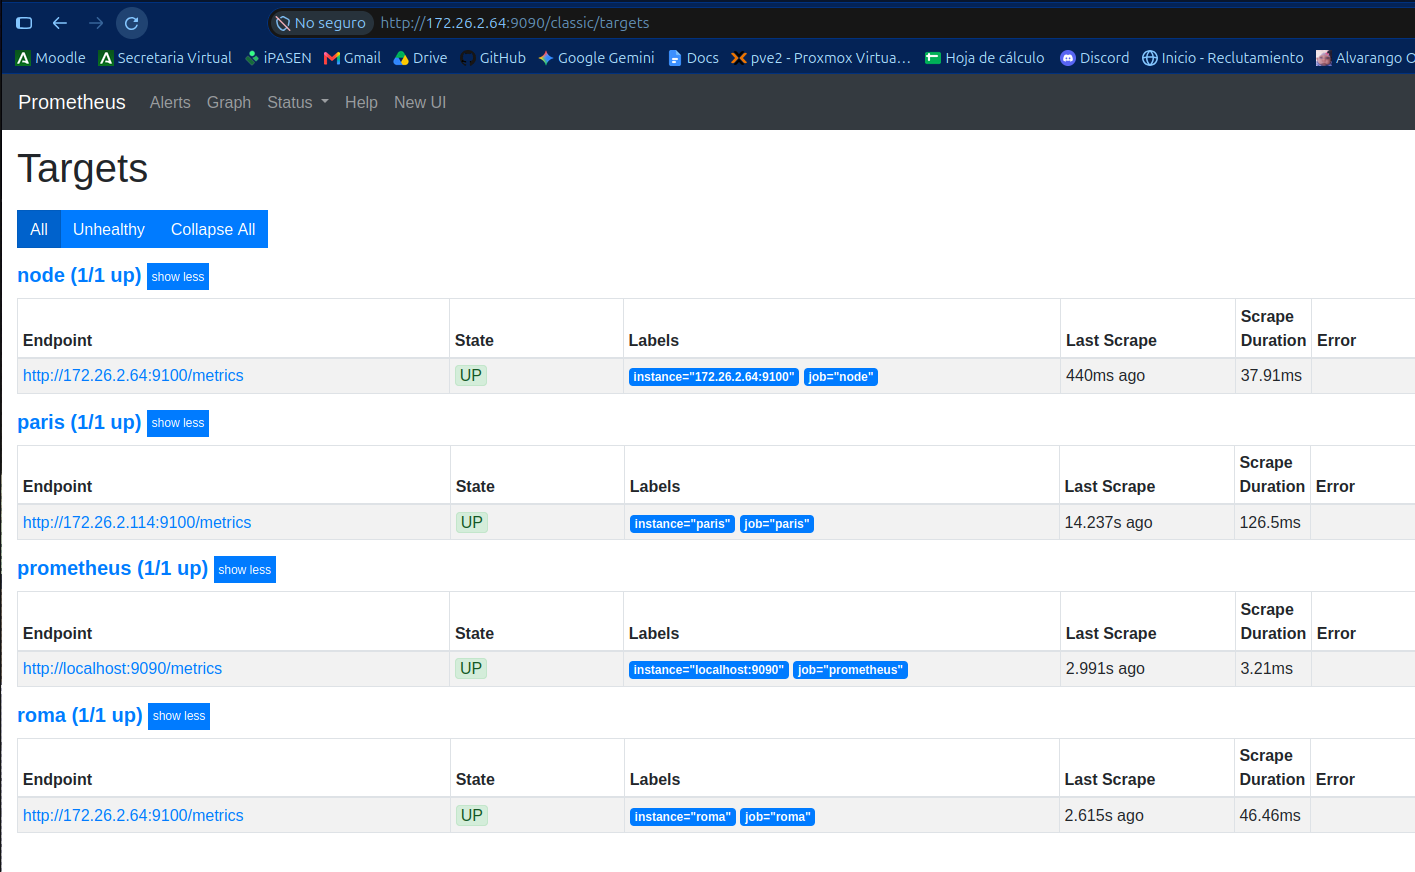 No seguro http://172.26.2.64:9090/classic/targets
Moodle Secretaria Virtual iPASEN Gmail Drive GitHub Google Gemini Docs pve2 - Proxmox Virtua… Hoja de cálculo Discord Inicio - Reclutamiento Alvarango O
Prometheus Alerts Graph Status Help New UI
Targets
All Unhealthy Collapse All
node (1/1 up) show less
Endpoint State Labels Last Scrape Scrape Duration Error
http://172.26.2.64:9100/metrics UP instance="172.26.2.64:9100" job="node" 440ms ago 37.91ms
paris (1/1 up) show less
Endpoint State Labels Last Scrape Scrape Duration Error
http://172.26.2.114:9100/metrics UP instance="paris" job="paris" 14.237s ago 126.5ms
prometheus (1/1 up) show less
Endpoint State Labels Last Scrape Scrape Duration Error
http://localhost:9090/metrics UP instance="localhost:9090" job="prometheus" 2.991s ago 3.21ms
roma (1/1 up) show less
Endpoint State Labels Last Scrape Scrape Duration Error
http://172.26.2.64:9100/metrics UP instance="roma" job="roma" 2.615s ago 46.46ms